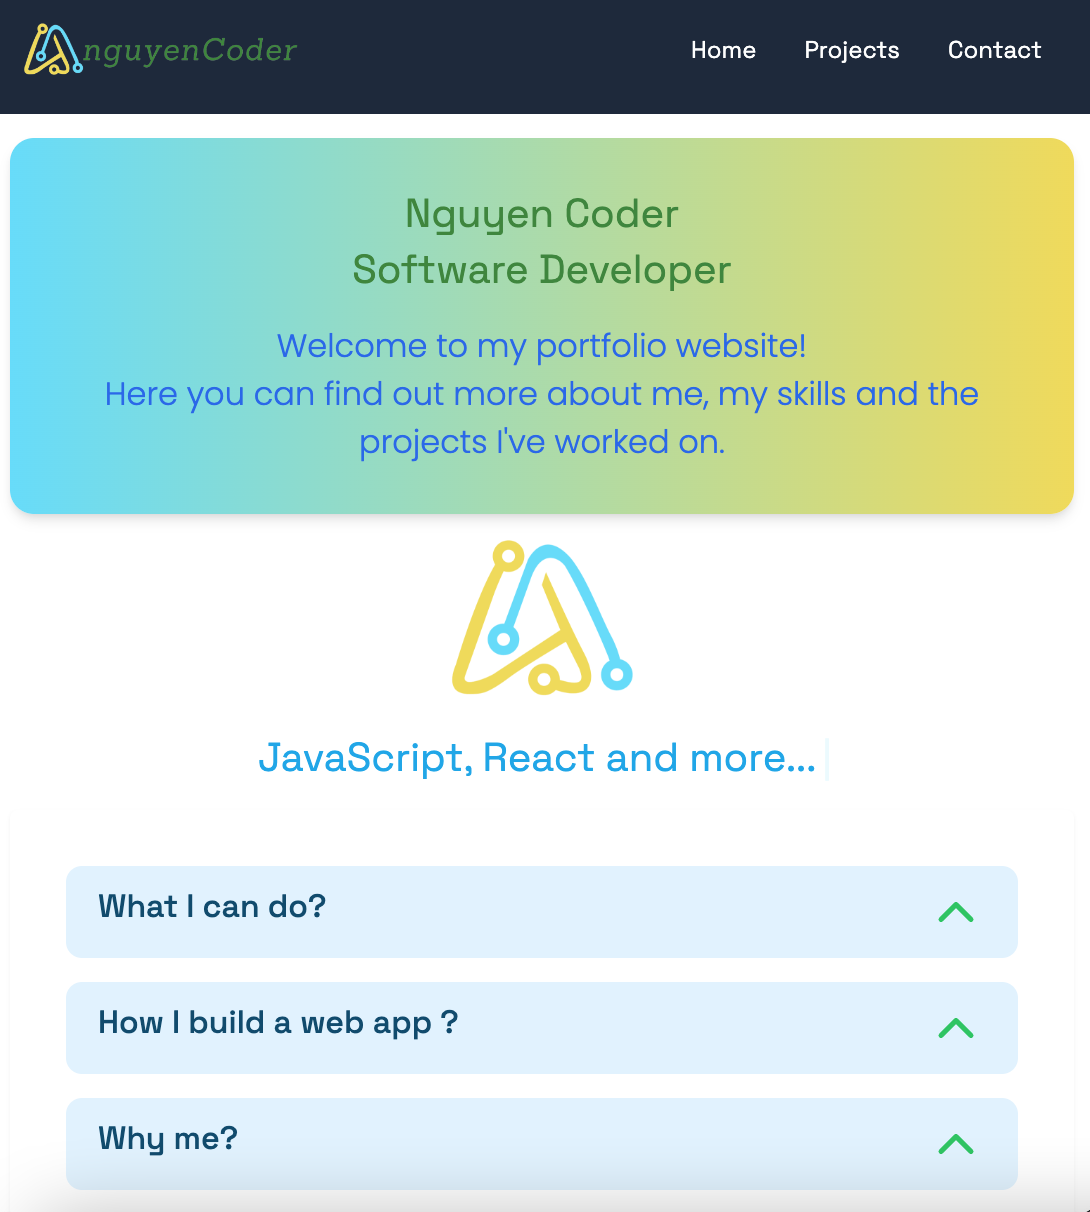 nguyenCoder
Home Projects Contact
Nguyen Coder
Software Developer
Welcome to my portfolio website!
Here you can find out more about me, my skills and the
projects I've worked on.
JavaScript, React and more...
What I can do?
How I build a web app ?
Why me?